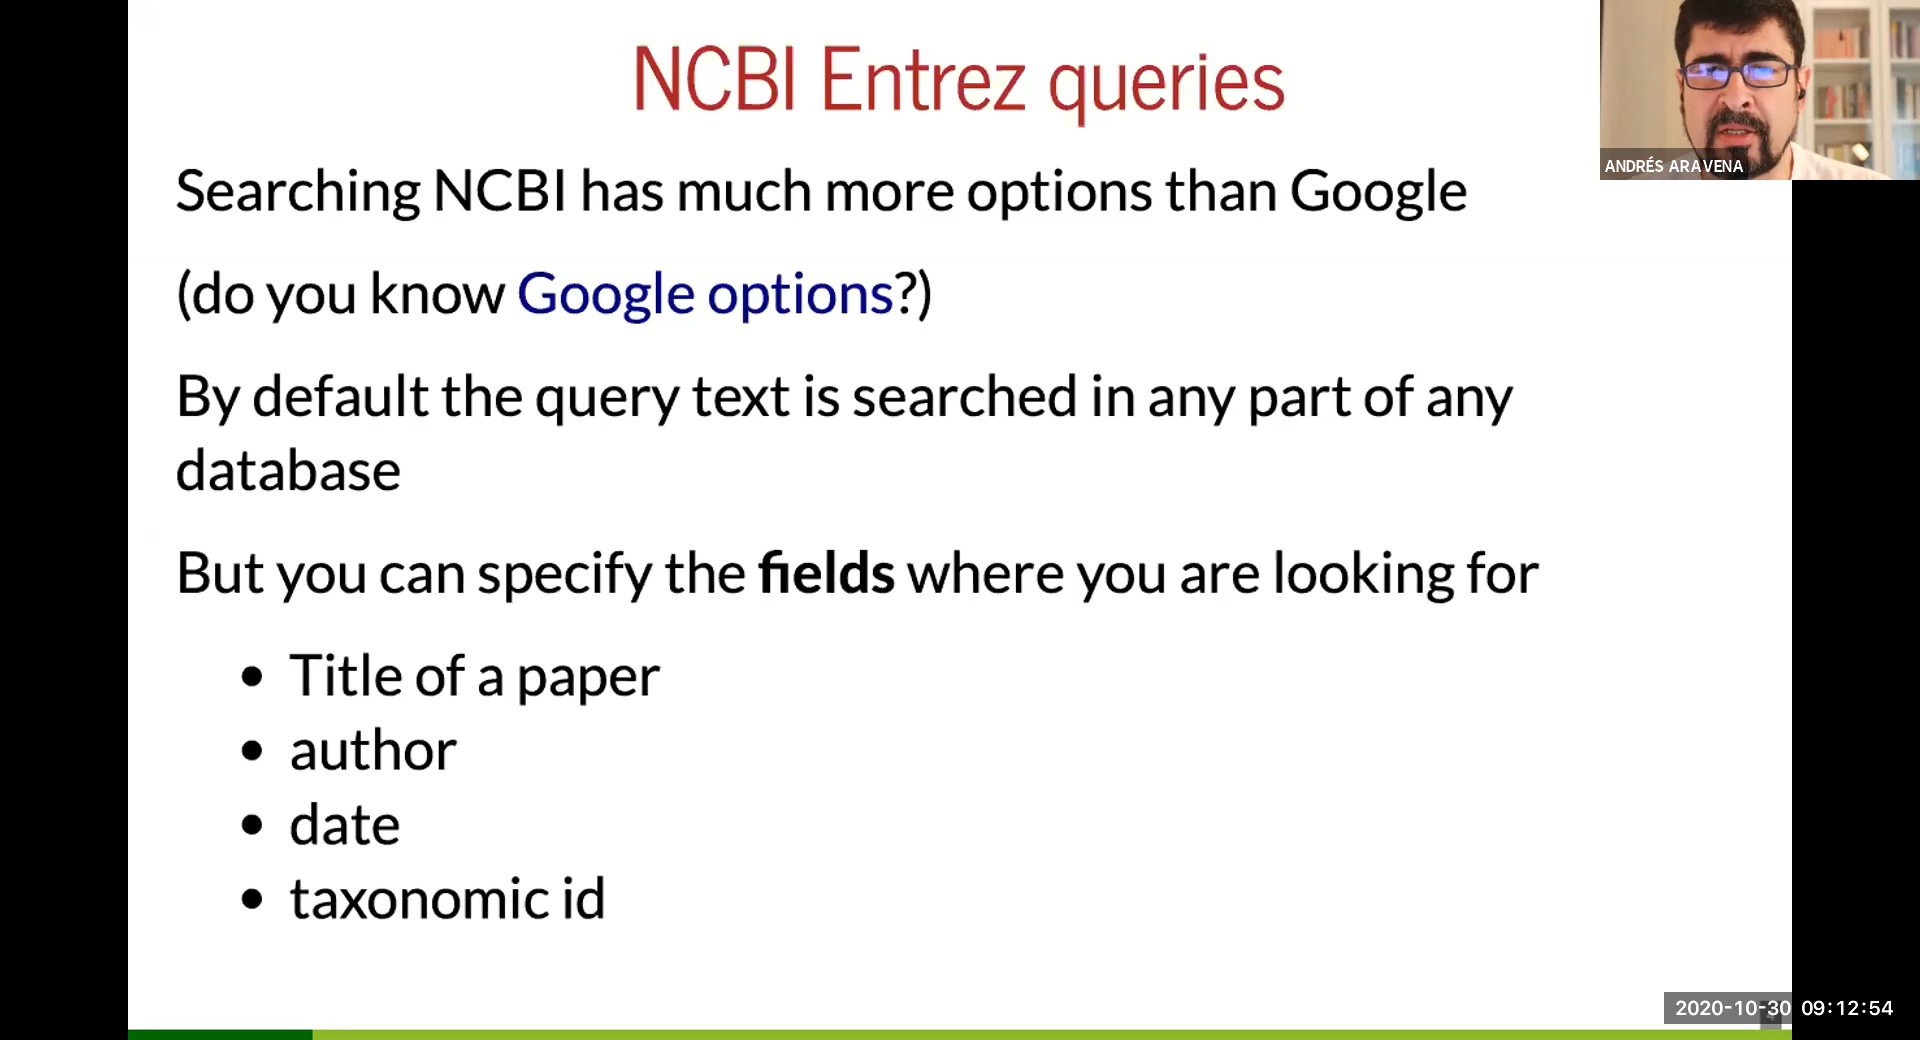 NCBI Entrez queries
ANDRÉS ARAVENA
Searching NCBI has much more options than Google
(do you know Google options?)
By default the query text is searched in any part of any
database
But you can specify the fields where you are looking for
• Title of a paper
• author
• date
• taxonomic id
2020-10-30 09:12:54